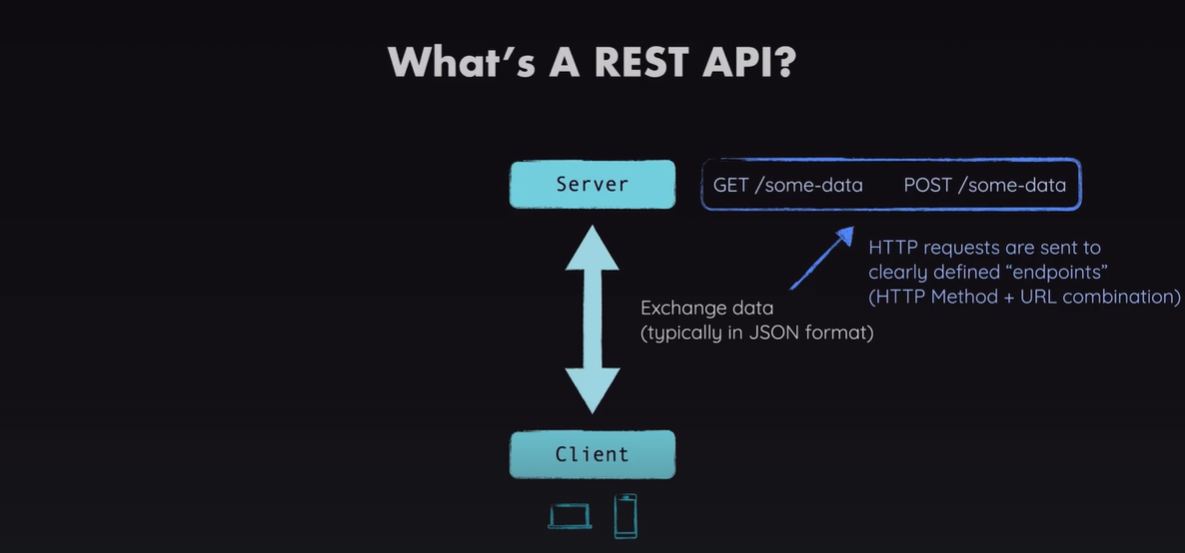 What's A REST API?
Server
GET /some-data
POST /some-data
HTTP requests are sent to
clearly defined “endpoints”
(HTTP Method + URL combination)
Exchange data
(typically in JSON format)
Client